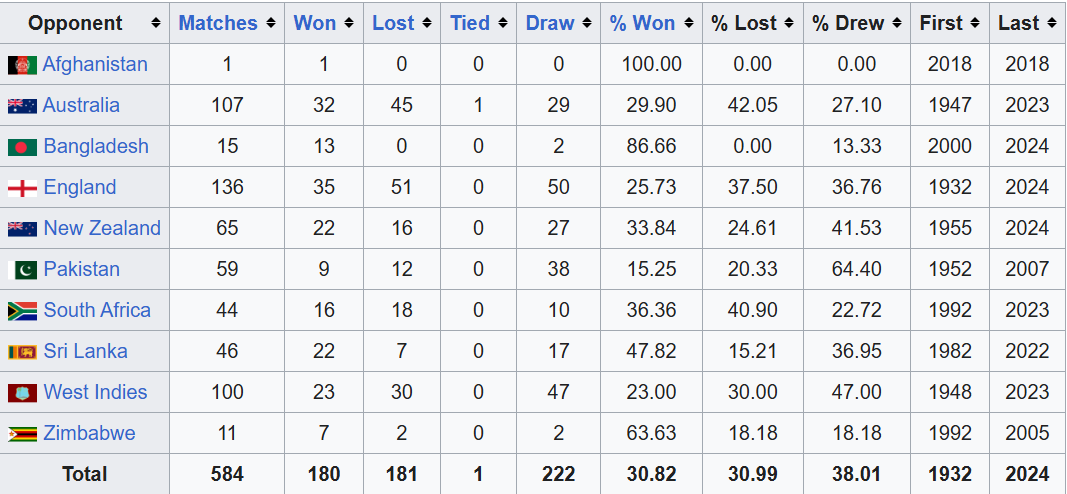 Opponent Matches Won Lost Tied Draw % Won % Lost % Drew First Last
Afghanistan 1 1 0 0 0 100.00 0.00 0.00 2018 2018
Australia 107 32 45 1 29 29.90 42.05 27.10 1947 2023
Bangladesh 15 13 0 0 2 86.66 0.00 13.33 2000 2024
England 136 35 51 0 50 25.73 37.50 36.76 1932 2024
New Zealand 65 22 16 0 27 33.84 24.61 41.53 1955 2024
Pakistan 59 9 12 0 38 15.25 20.33 64.40 1952 2007
South Africa 44 16 18 0 10 36.36 40.90 22.72 1992 2023
Sri Lanka 46 22 7 0 17 47.82 15.21 36.95 1982 2022
West Indies 100 23 30 0 47 23.00 30.00 47.00 1948 2023
Zimbabwe 11 7 2 0 2 63.63 18.18 18.18 1992 2005
Total 584 180 181 1 222 30.82 30.99 38.01 1932 2024